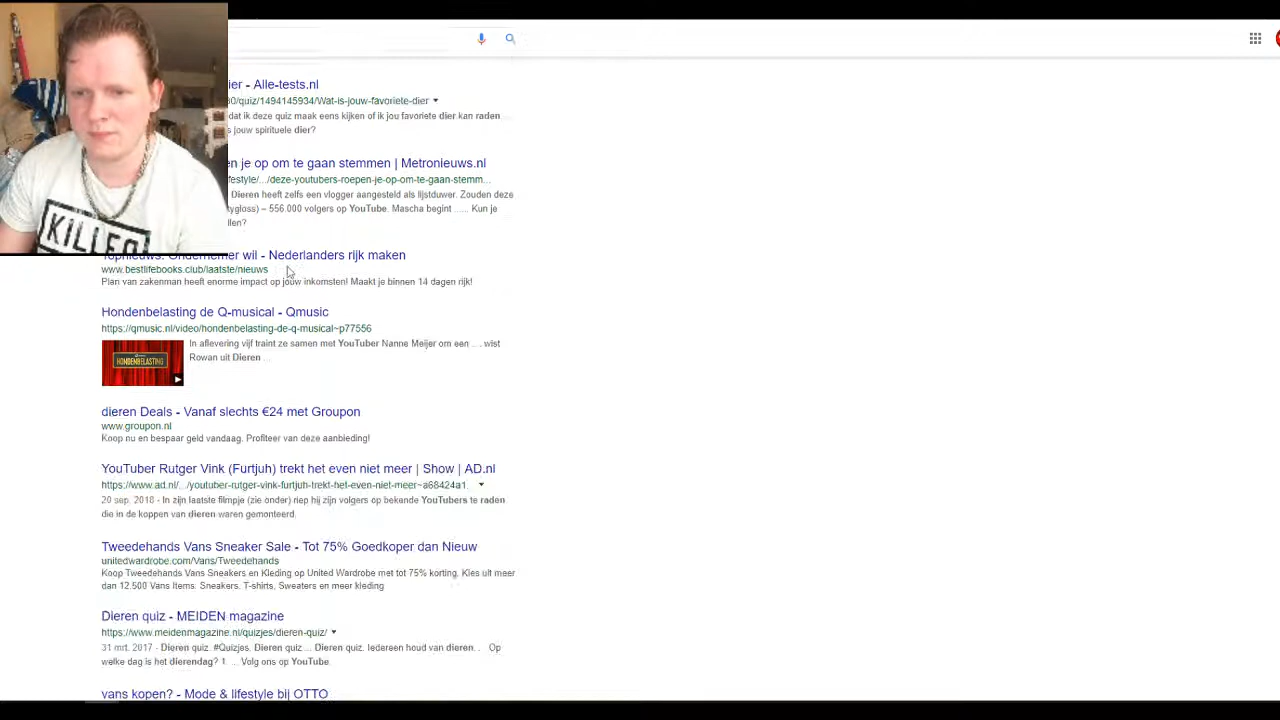 ier - Alle-tests.nl
/quiz/1494145934/Wat-is-jouw-favoriete-dier
dat ik deze quiz maak eens kijken of ik jou favoriete dier kan raden
s jouw spirituele dier?
n je op om te gaan stemmen | Metronieuws.nl
festyle/.../deze-youtubers-roepen-je-op-om-te-gaan-stemm...
Dieren heeft zelfs een vlogger aangesteld als lijstduwer. Zouden deze
tygloss) – 556.000 volgers op YouTube. Mascha begint ...... Kun je
llen?
Topnieuws: Ondernemer wil - Nederlanders rijk maken
www.bestlifebooks.club/laatste/nieuws
Plan van zakenman heeft enorme impact op jouw inkomsten! Maakt je binnen 14 dagen rijk!
Hondenbelasting de Q-musical - Qmusic
https://qmusic.nl/video/hondenbelasting-de-q-musical~p77556
In aflevering vijf traint ze samen met YouTuber Nanne Meijer om een .... wist
Rowan uit Dieren ...
HONDENBELASTING
dieren Deals - Vanaf slechts €24 met Groupon
www.groupon.nl
Koop nu en bespaar geld vandaag. Profiteer van deze aanbieding!
YouTuber Rutger Vink (Furtjuh) trekt het even niet meer | Show | AD.nl
https://www.ad.nl/.../youtuber-rutger-vink-furtjuh-trekt-het-even-niet-meer~a68424a1...
20 sep. 2018 - In zijn laatste filmpje (zie onder) riep hij zijn volgers op bekende YouTubers te raden
die in de koppen van dieren waren gemonteerd.
Tweedehands Vans Sneaker Sale - Tot 75% Goedkoper dan Nieuw
unitedwardrobe.com/Vans/Tweedehands
Koop Tweedehands Vans Sneakers en Kleding op United Wardrobe met tot 75% korting. Kies uit meer
dan 12.500 Vans Items. Sneakers, T-shirts, Sweaters en meer kleding
Dieren quiz - MEIDEN magazine
https://www.meidenmagazine.nl/quizjes/dieren-quiz/
31 mrt. 2017 - Dieren quiz. #Quizjes. Dieren quiz.... Dieren quiz. Iedereen houd van dieren... Op
welke dag is het dierendag? 1. ... Volg ons op YouTube.
vans kopen? - Mode & lifestyle bij OTTO